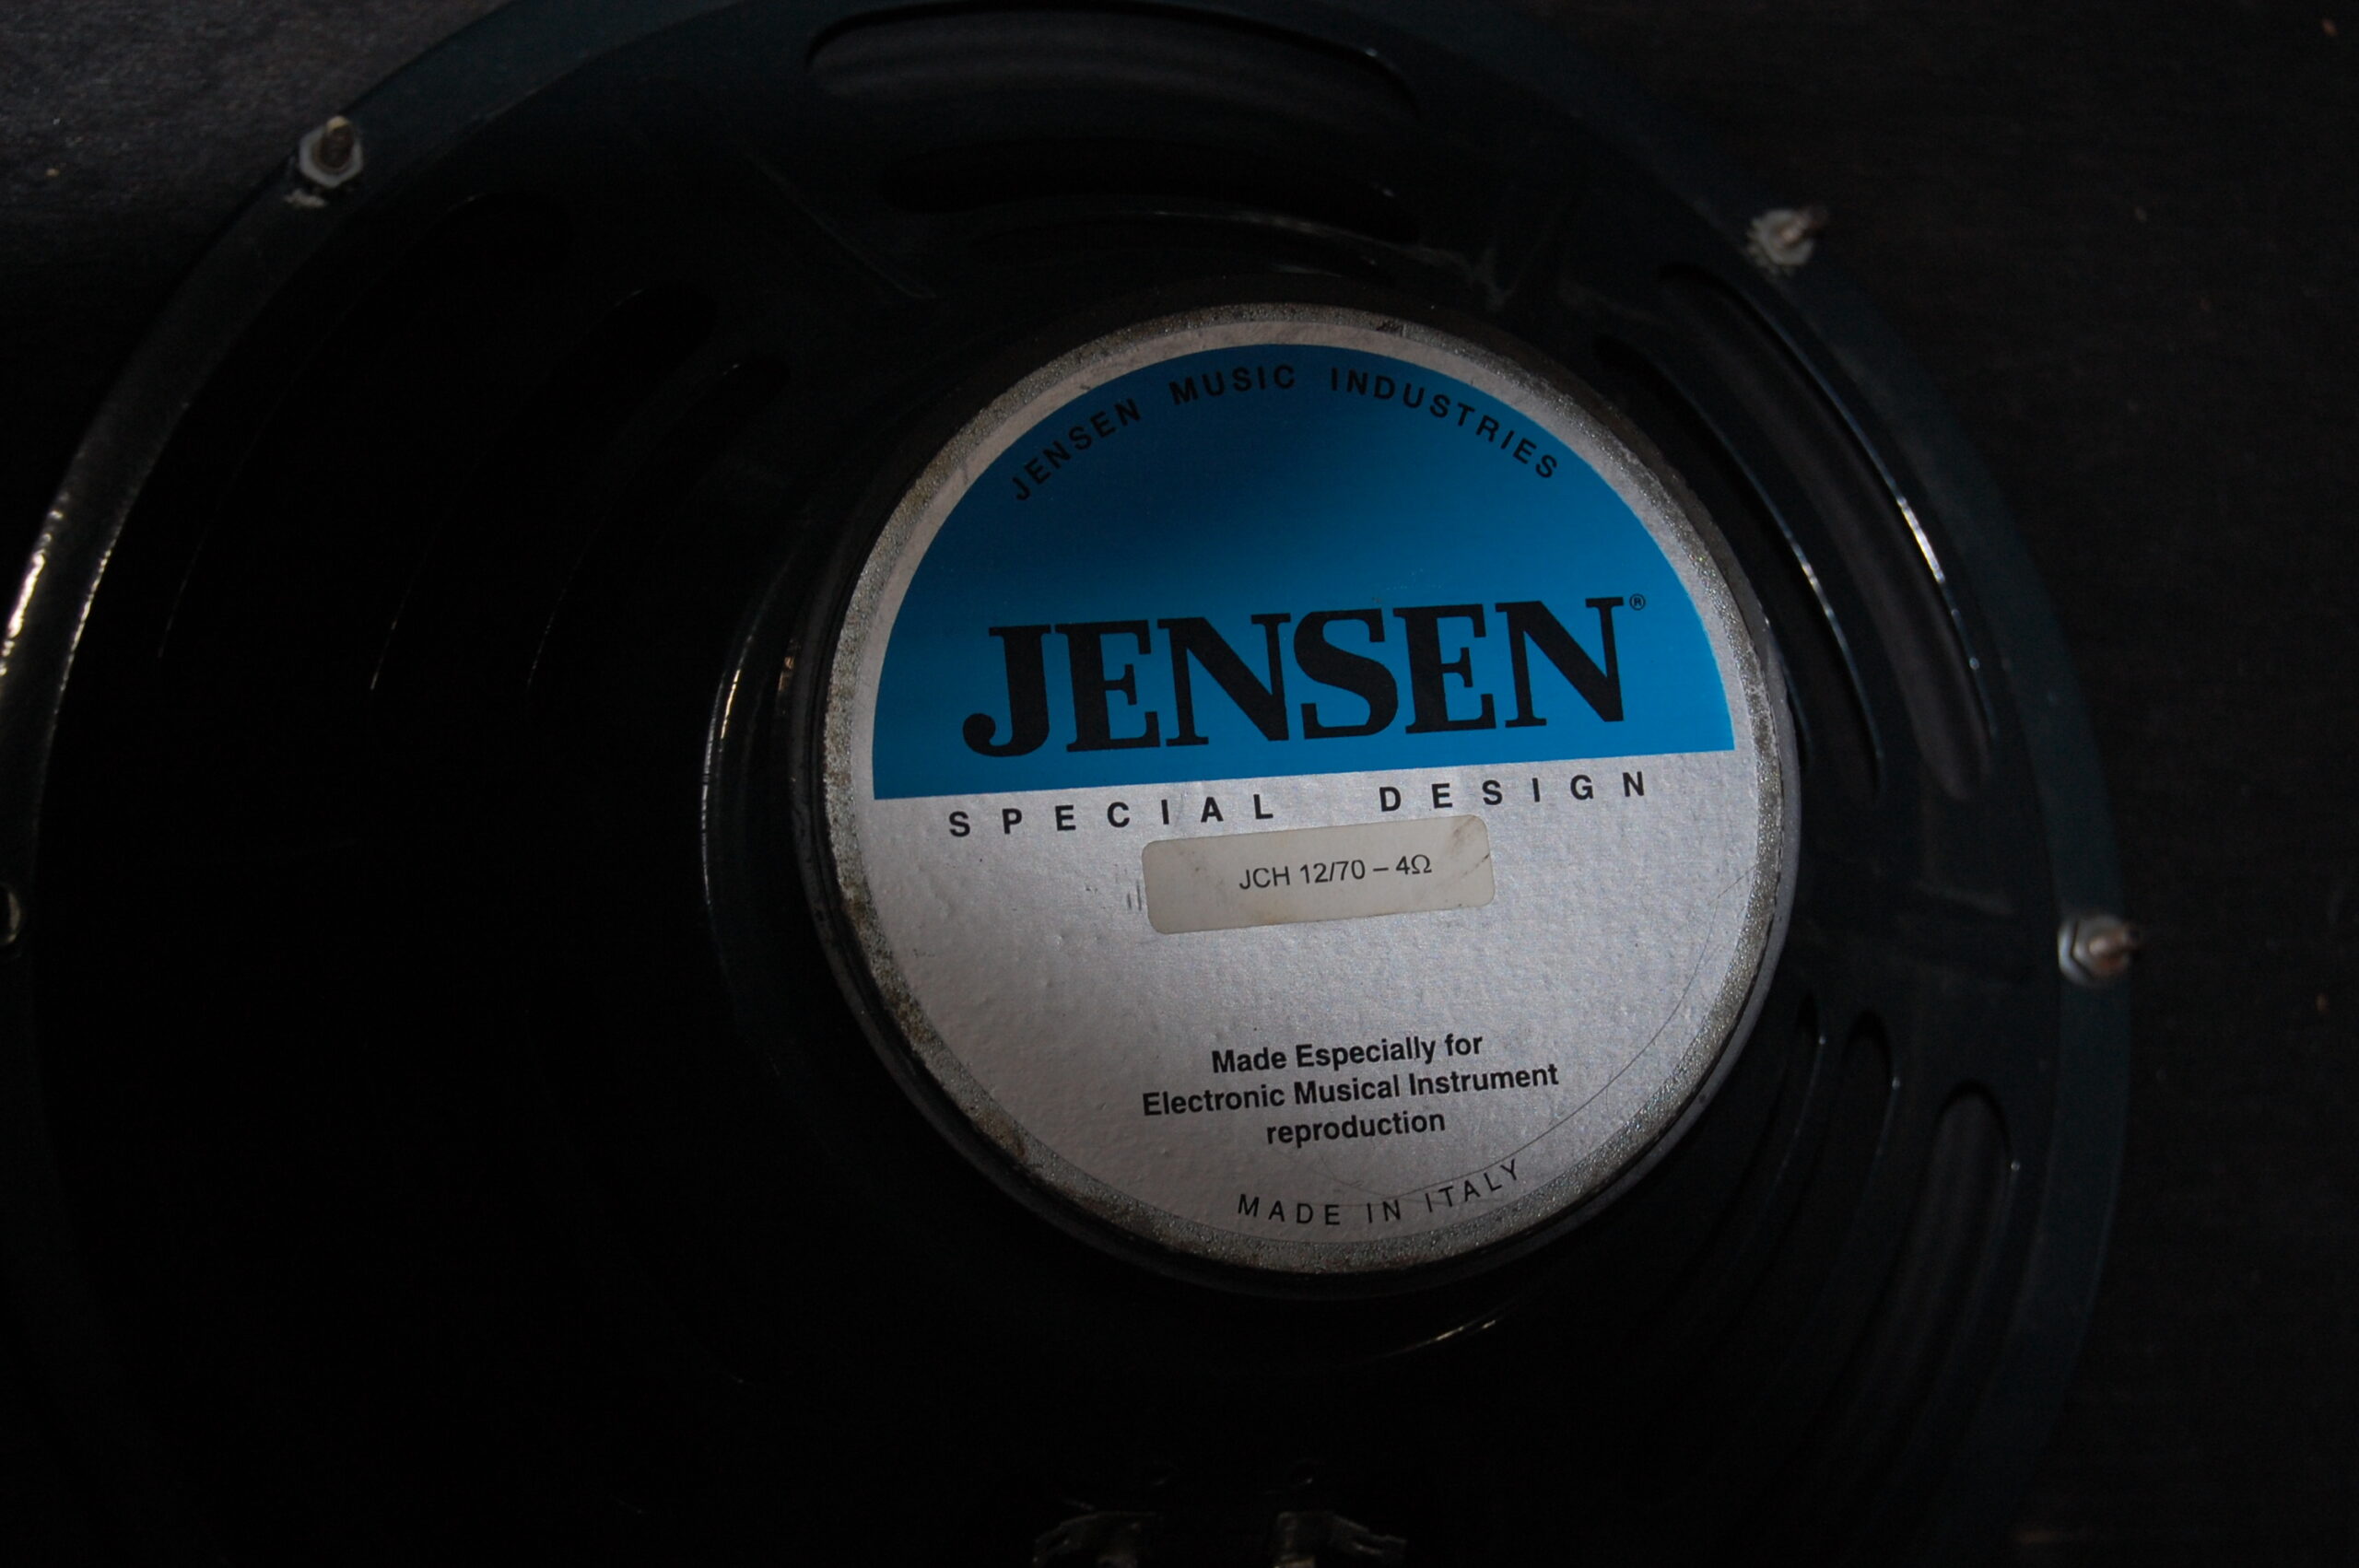 JENSEN MUSIC INDUSTRIES
JENSEN®
SPECIAL DESIGN
JCH 12/70 – 4Ω
Made Especially for
Electronic Musical Instrument
reproduction
MADE IN ITALY